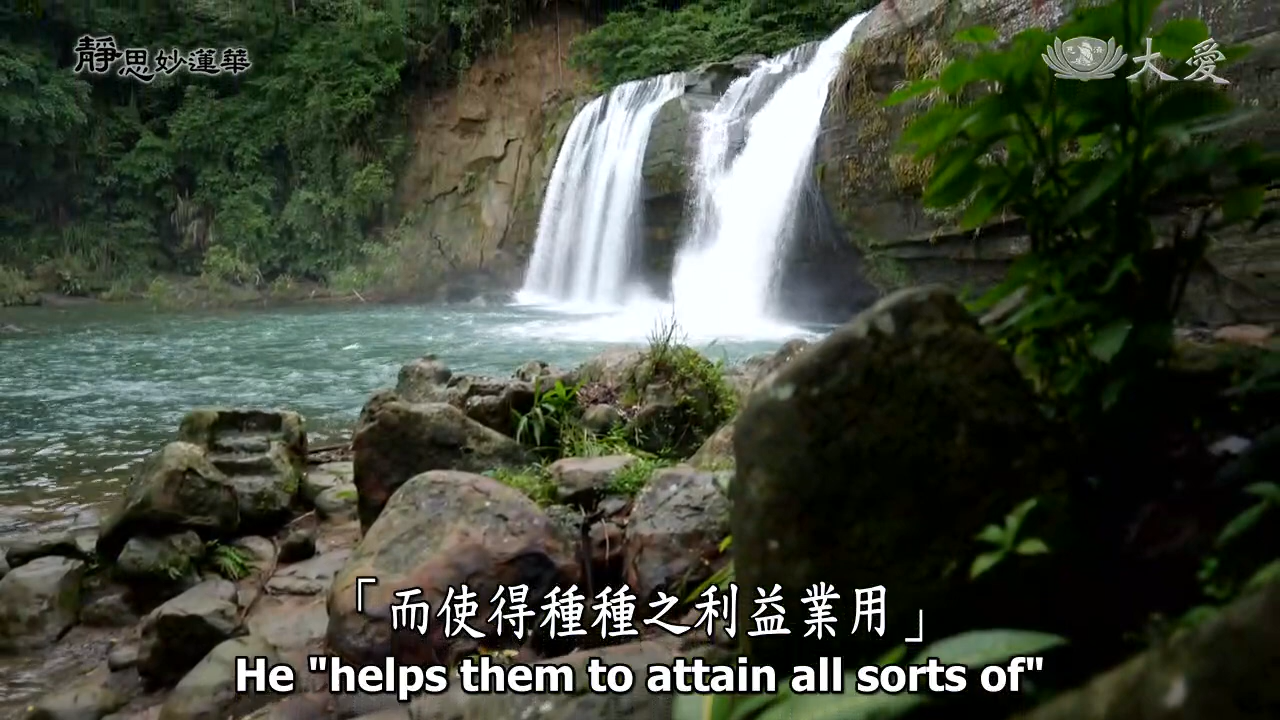 靜思妙蓮華
大愛
「而使得種種之利益業用」
He "helps them to attain all sorts of"